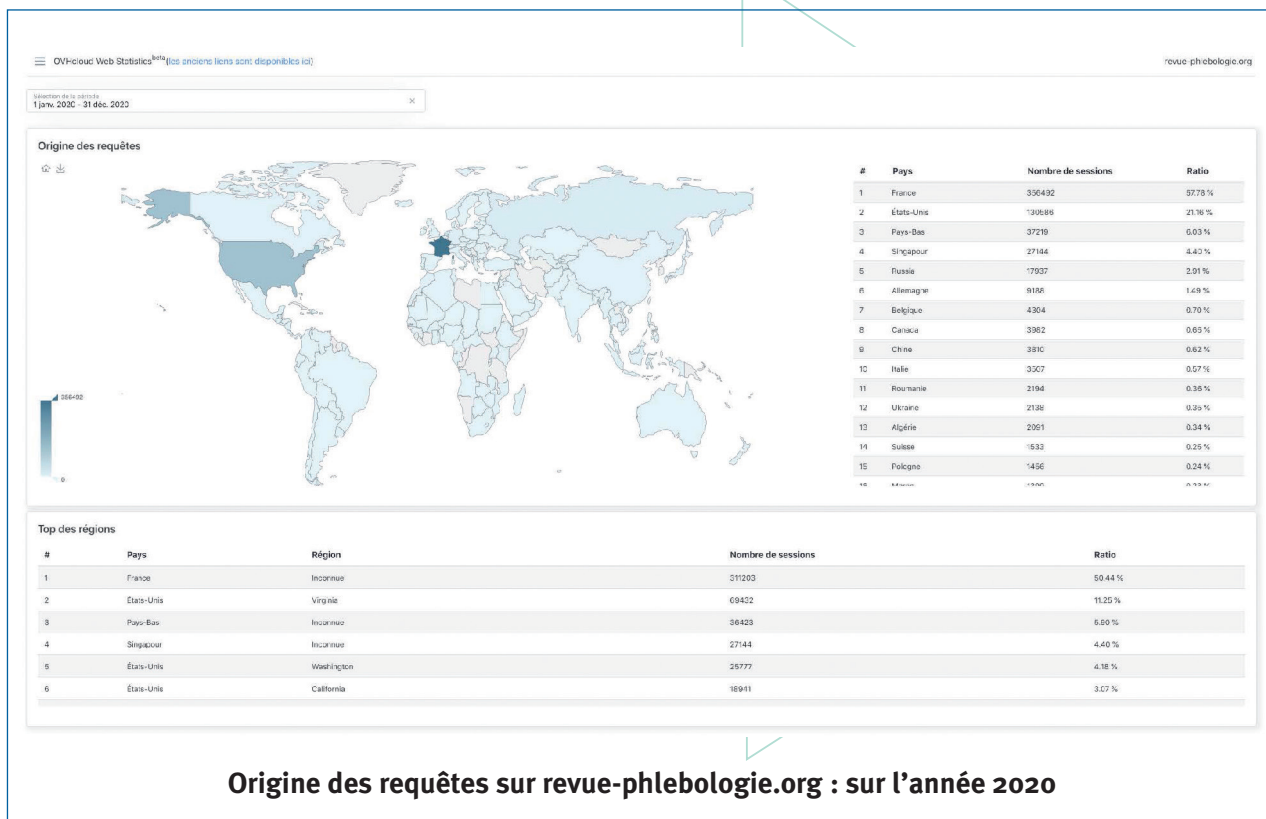 OVHcloud Web Statistics beta (les anciens liens sont disponibles ici)
revue-phlebologie.org
Sélection de la période
1 janv. 2020 - 31 déc. 2020
Origine des requêtes
# Pays Nombre de sessions Ratio
1 France 356492 57.78 %
2 États-Unis 130586 21.16 %
3 Pays-Bas 37219 6.03 %
4 Singapour 27144 4.40 %
5 Russia 17937 2.91 %
6 Allemagne 9188 1.49 %
7 Belgique 4304 0.70 %
8 Canada 3982 0.65 %
9 Chine 3810 0.62 %
10 Italie 3507 0.57 %
11 Roumanie 2194 0.36 %
12 Ukraine 2138 0.35 %
13 Algérie 2091 0.34 %
14 Suisse 1533 0.25 %
15 Pologne 1456 0.24 %
356492
0
Top des régions
# Pays Région Nombre de sessions Ratio
1 France Inconnue 311203 50.44 %
2 États-Unis Virginia 69432 11.25 %
3 Pays-Bas Inconnue 36423 5.90 %
4 Singapour Inconnue 27144 4.40 %
5 États-Unis Washington 25777 4.18 %
6 États-Unis California 18941 3.07 %
Origine des requêtes sur revue-phlebologie.org : sur l'année 2020